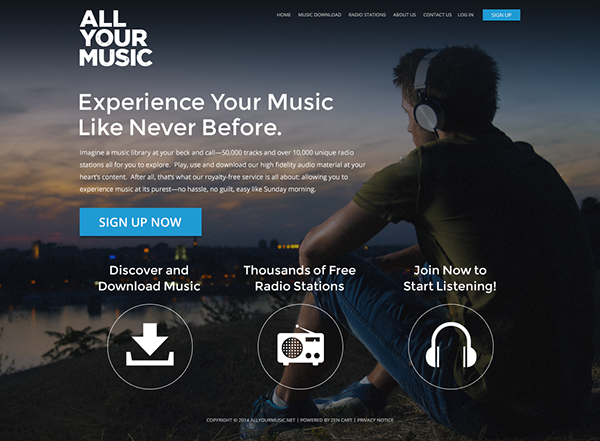 ALL
YOUR
MUSIC
HOME MUSIC DOWNLOAD RADIO STATIONS ABOUT US CONTACT US LOG IN SIGN UP
Experience Your Music
Like Never Before.
Imagine a music library at your beck and call—50,000 tracks and over 10,000 unique radio
stations all for you to explore. Play, use and download our high fidelity audio material at your
heart's content. After all, that's what our royalty-free service is all about: allowing you to
experience music at its purest—no hassle, no guilt, easy like Sunday morning.
SIGN UP NOW
Discover and
Download Music
Thousands of Free
Radio Stations
Join Now to
Start Listening!
COPYRIGHT © 2014 ALLYOURMUSIC.NET | POWERED BY ZEN CART | PRIVACY NOTICE